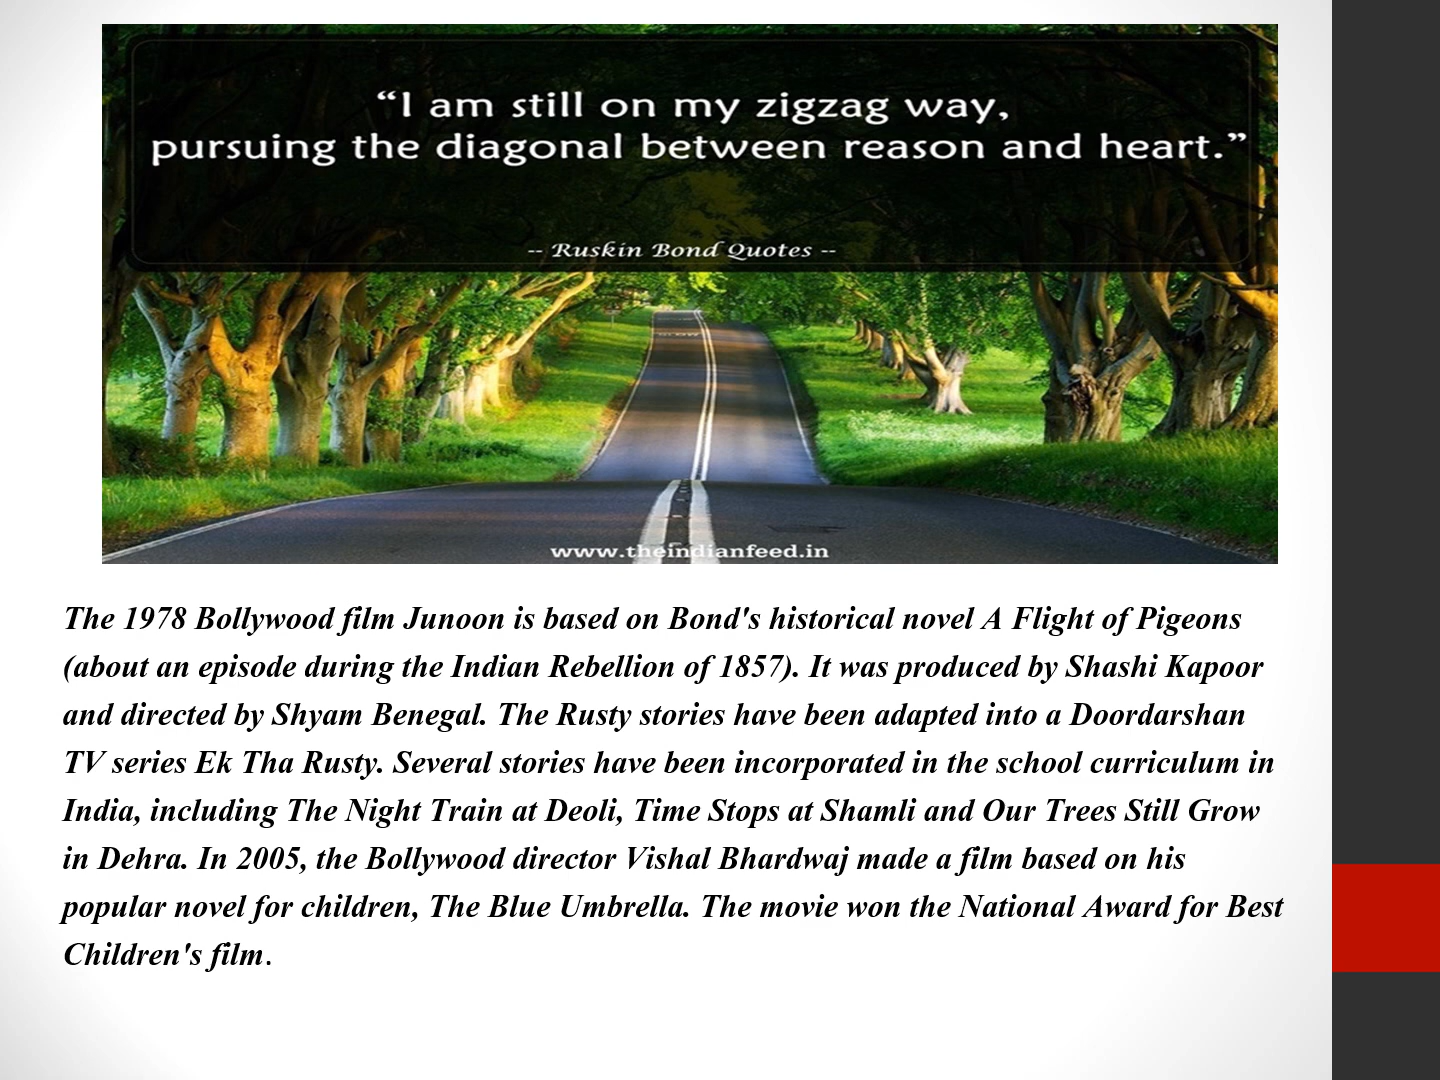 “I am still on my zigzag way,
pursuing the diagonal between reason and heart.”
-- Ruskin Bond Quotes --
www.theindianfeed.in
The 1978 Bollywood film Junoon is based on Bond's historical novel A Flight of Pigeons
(about an episode during the Indian Rebellion of 1857). It was produced by Shashi Kapoor
and directed by Shyam Benegal. The Rusty stories have been adapted into a Doordarshan
TV series Ek Tha Rusty. Several stories have been incorporated in the school curriculum in
India, including The Night Train at Deoli, Time Stops at Shamli and Our Trees Still Grow
in Dehra. In 2005, the Bollywood director Vishal Bhardwaj made a film based on his
popular novel for children, The Blue Umbrella. The movie won the National Award for Best
Children's film.